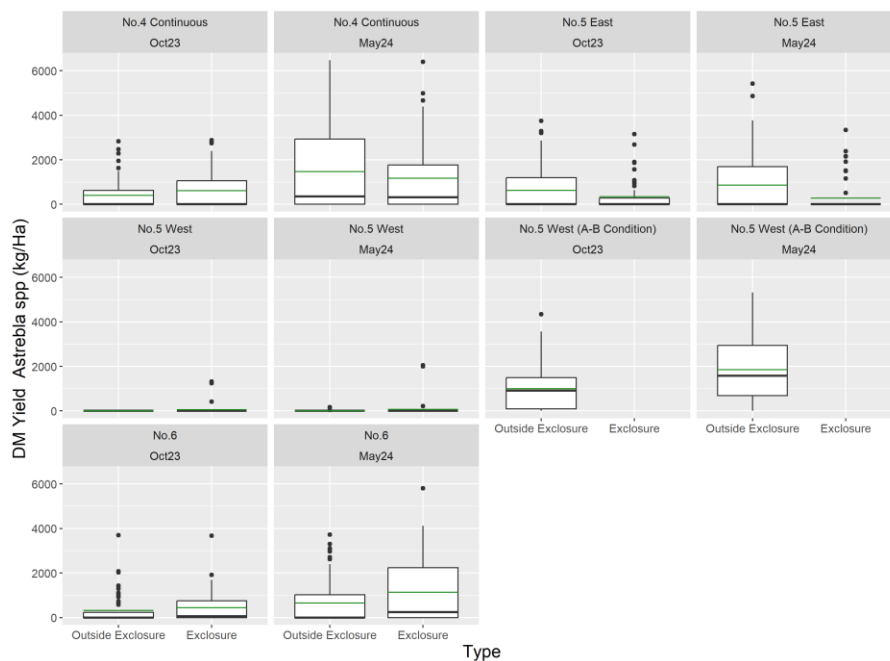 No.4 Continuous
Oct23
No.4 Continuous
May24
No.5 East
Oct23
No.5 East
May24
6000
4000
2000
0
No.5 West
Oct23
No.5 West
May24
No.5 West (A-B Condition)
Oct23
No.5 West (A-B Condition)
May24
6000
4000
2000
0
Outside Exclosure Exclosure
Outside Exclosure Exclosure
No.6
Oct23
No.6
May24
6000
4000
2000
0
Outside Exclosure Exclosure
Outside Exclosure Exclosure
DM Yield Astrebla spp (kg/Ha)
Type